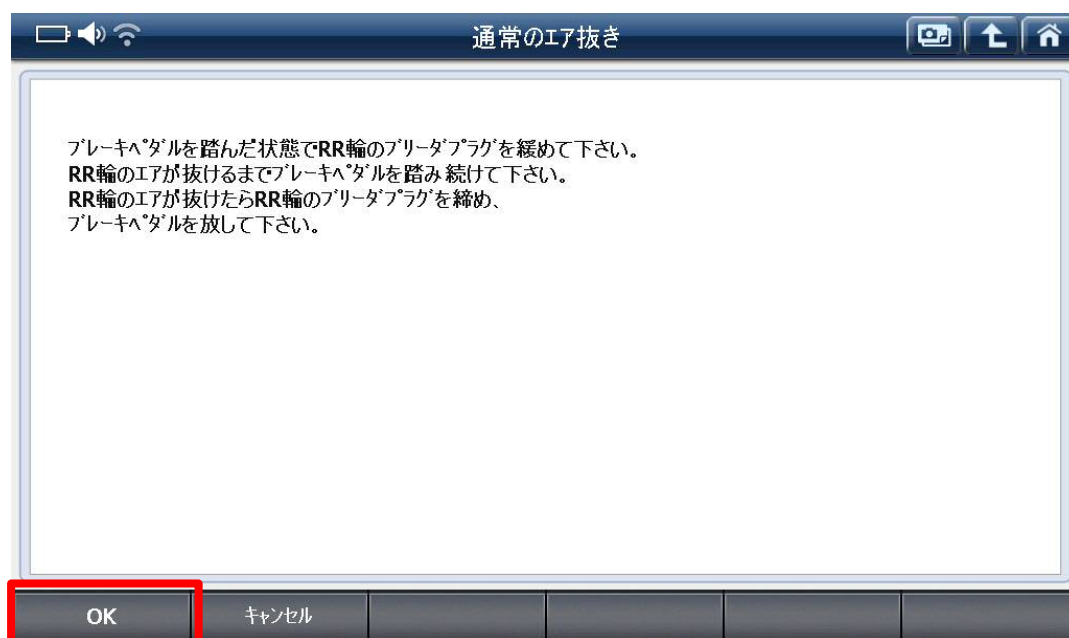 通常のｴｱ抜き
ﾌﾞﾚｰｷﾍﾟﾀﾞﾙを踏んだ状態でRR輪のﾌﾞﾘｰﾀﾞﾌﾟﾗｸﾞを緩めて下さい。
RR輪のｴｱが抜けるまでﾌﾞﾚｰｷﾍﾟﾀﾞﾙを踏み続けて下さい。
RR輪のｴｱが抜けたらRR輪のﾌﾞﾘｰﾀﾞﾌﾟﾗｸﾞを締め、
ﾌﾞﾚｰｷﾍﾟﾀﾞﾙを放して下さい。
OK
ｷｬﾝｾﾙ